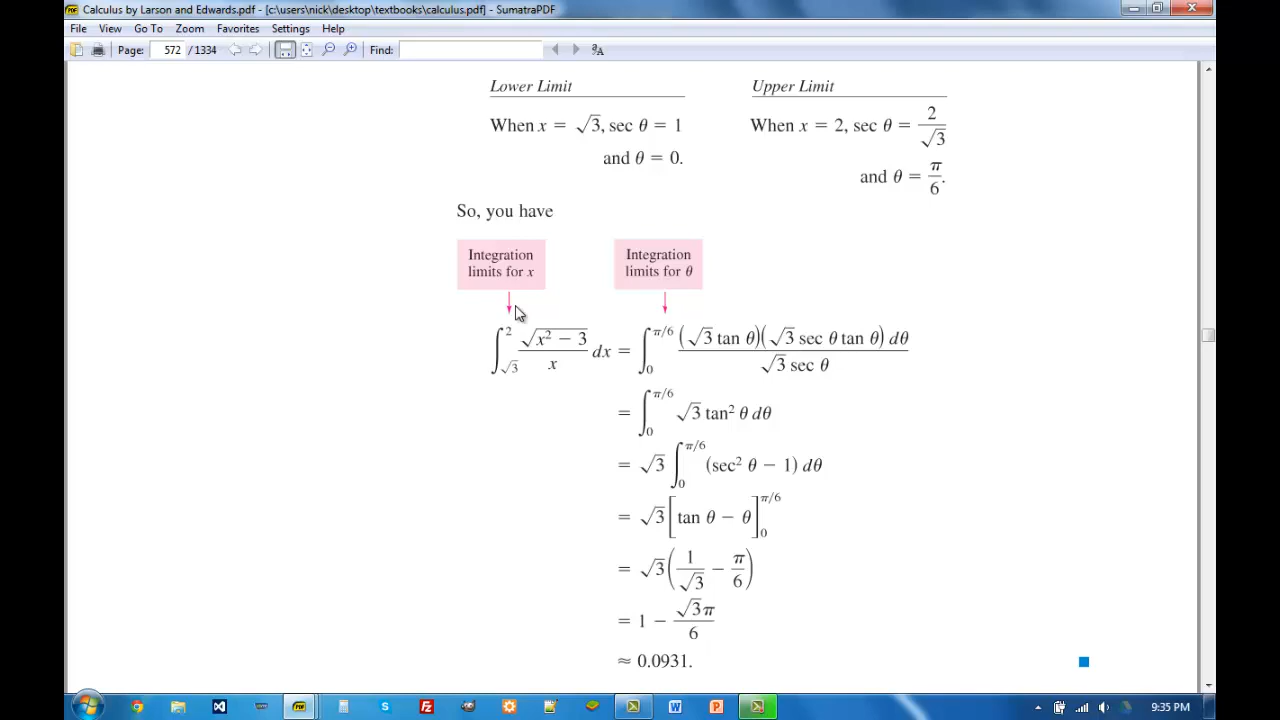 Calculus by Larson and Edwards.pdf - [c:\users\nick\desktop\textbooks\calculus.pdf] - SumatraPDF
File View Go To Zoom Favorites Settings Help
Page: 572 / 1334 Find:
Lower Limit
When x = √3, sec θ = 1
and θ = 0.
Upper Limit
When x = 2, sec θ = 2/√3
and θ = π/6.
So, you have
Integration
limits for x
Integration
limits for θ
∫_√3^2 √(x² − 3)/x dx = ∫_0^π/6 (√3 tan θ)(√3 sec θ tan θ) dθ / √3 sec θ
= ∫_0^π/6 √3 tan² θ dθ
= √3 ∫_0^π/6 (sec² θ − 1) dθ
= √3 [tan θ − θ]_0^π/6
= √3 (1/√3 − π/6)
= 1 − √3π/6
≈ 0.0931.
9:35 PM